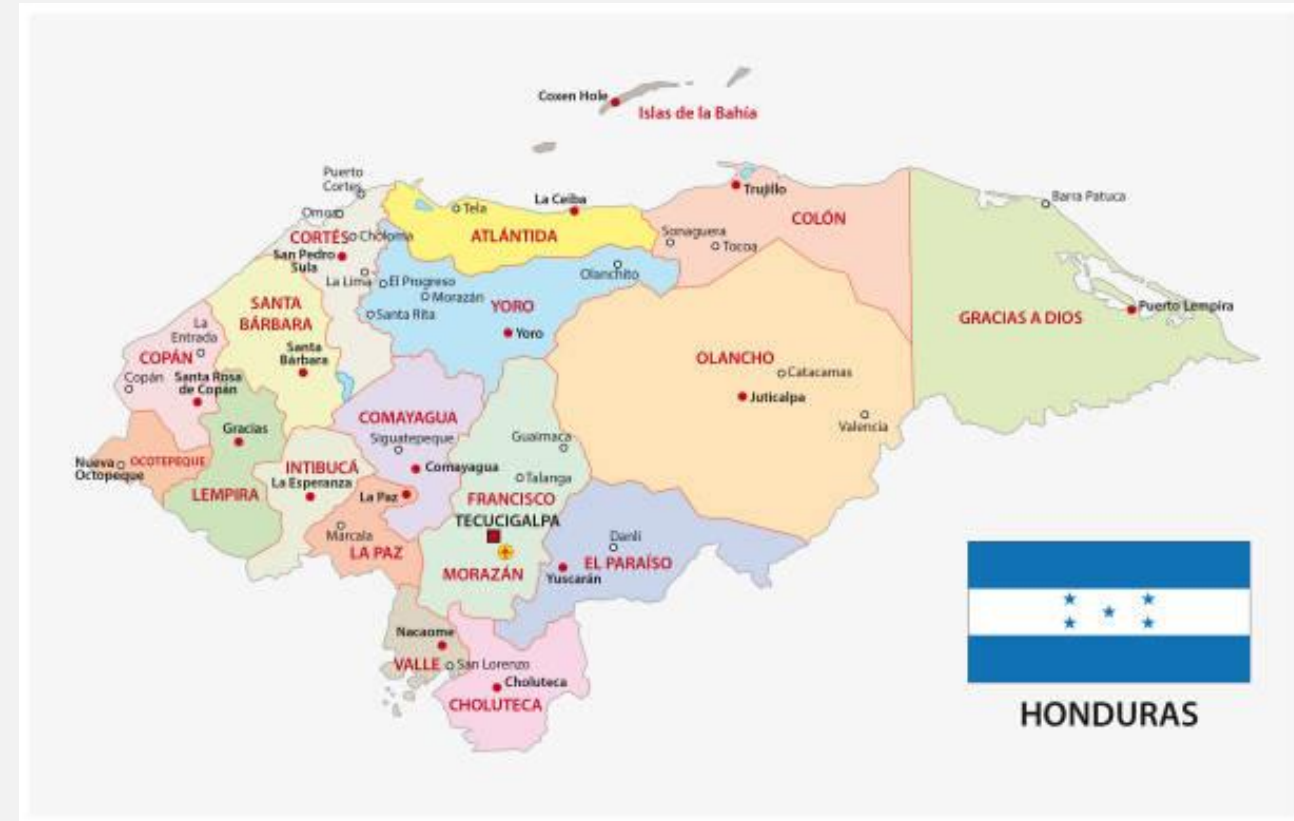 Coxen Hole
Islas de la Bahía
Puerto
Cortes
Omoa
Tela
La Ceiba
Trujillo
Barra Patuca
CORTÉS
Choloma
ATLÁNTIDA
Sonaguera
Tocoa
COLÓN
San Pedro
Sula
La Lima
El Progreso
Olanchito
Morazán
YORO
Santa Rita
Yoro
SANTA
BÁRBARA
Santa
Bárbara
GRACIAS A DIOS
Puerto Lempira
La
Entrada
COPÁN
Copán
Santa Rosa
de Copán
OLANCHO
Catacamas
Juticalpa
Valencia
Gracias
COMAYAGUA
Siguatepeque
Guaimaca
Nueva
Octopeque
OCOTEPEQUE
INTIBUCÁ
La Esperanza
Comayagua
Talanga
LEMPIRA
La Paz
FRANCISCO
TECUCIGALPA
Marcala
LA PAZ
MORAZÁN
Danlí
EL PARAÍSO
Yuscarán
Nacaome
VALLE
San Lorenzo
Choluteca
CHOLUTECA
HONDURAS